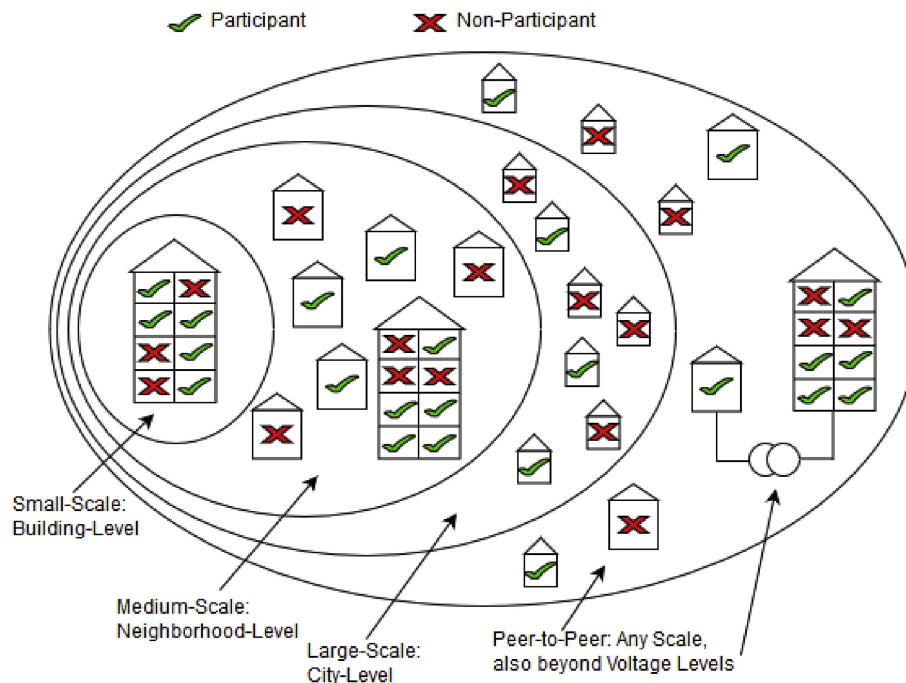 Participant
Non-Participant
Small-Scale:
Building-Level
Medium-Scale:
Neighborhood-Level
Large-Scale:
City-Level
Peer-to-Peer: Any Scale,
also beyond Voltage Levels